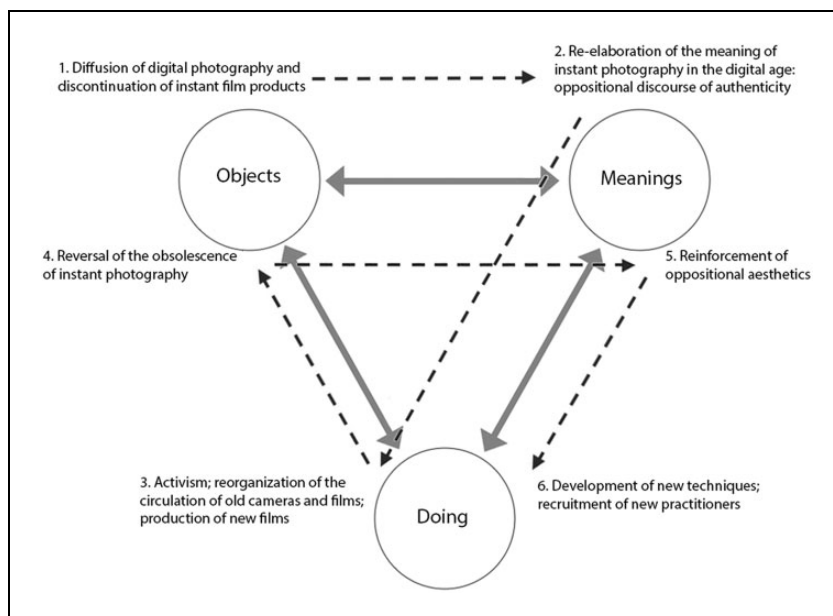 1. Diffusion of digital photography and
discontinuation of instant film products
2. Re-elaboration of the meaning of
instant photography in the digital age:
oppositional discourse of authenticity
Objects
Meanings
4. Reversal of the obsolescence
of instant photography
5. Reinforcement of
oppositional aesthetics
3. Activism; reorganization of the
circulation of old cameras and films;
production of new films
Doing
6. Development of new techniques;
recruitment of new practitioners